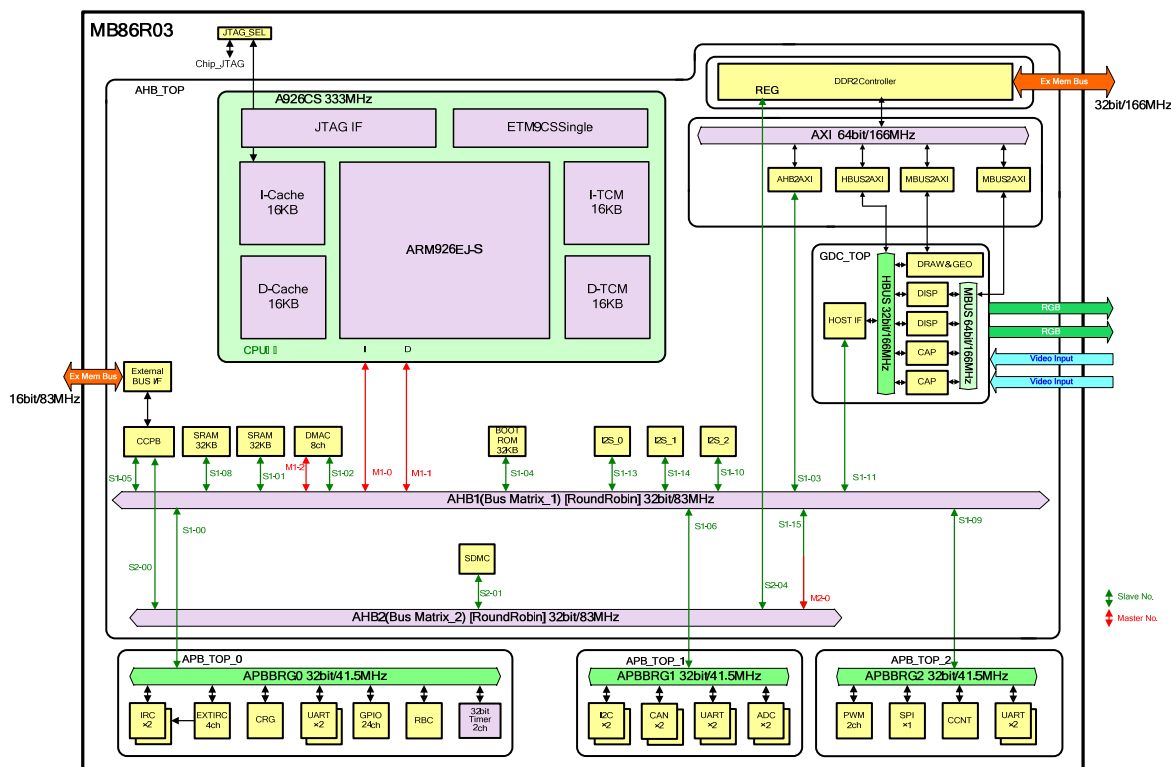 MB86R03
JTAG_SEL
Chip_JTAG
AHB_TOP
A926CS 333MHz
JTAG IF
ETM9CSSingle
I-Cache
16KB
I-TCM
16KB
ARM926EJ-S
D-Cache
16KB
D-TCM
16KB
I
D
DDR2Controller
REG
Ex Mem Bus
32bit/166MHz
AXI 64bit/166MHz
AHB2AXI
HBUS2AXI
MBUS2AXI
MBUS2AXI
GDC_TOP
DRAW&GEO
HOST IF
HBUS 32bit/166MHz
DISP
DISP
CAP
CAP
MBUS 64bit/166MHz
RGB
RGB
Video Input
Video Input
Ex Mem Bus
16bit/83MHz
External
BUS I/F
CCPB
SRAM
32KB
SRAM
32KB
DMAC
8ch
BOOT
ROM
32KB
I2S_0
I2S_1
I2S_2
S1-05
S1-08
S1-01
M1-2
S1-02
M1-0
M1-1
S1-04
S1-13
S1-14
S1-10
S1-03
S1-11
AHB1(Bus Matrix_1) [RoundRobin] 32bit/83MHz
S1-00
S1-06
S1-15
S1-09
S2-00
SDMC
S2-01
S2-04
M2-0
AHB2(Bus Matrix_2) [RoundRobin] 32bit/83MHz
Slave No.
Master No.
APB_TOP_0
APBBRG0 32bit/41.5MHz
IRC
×2
EXTIRC
4ch
CRG
UART
×2
GPIO
24ch
RBC
32bit
Timer
2ch
APB_TOP_1
APBBRG1 32bit/41.5MHz
I2C
×2
CAN
×2
UART
×2
ADC
×2
APB_TOP_2
APBBRG2 32bit/41.5MHz
PWM
2ch
SPI
×1
CCNT
UART
×2